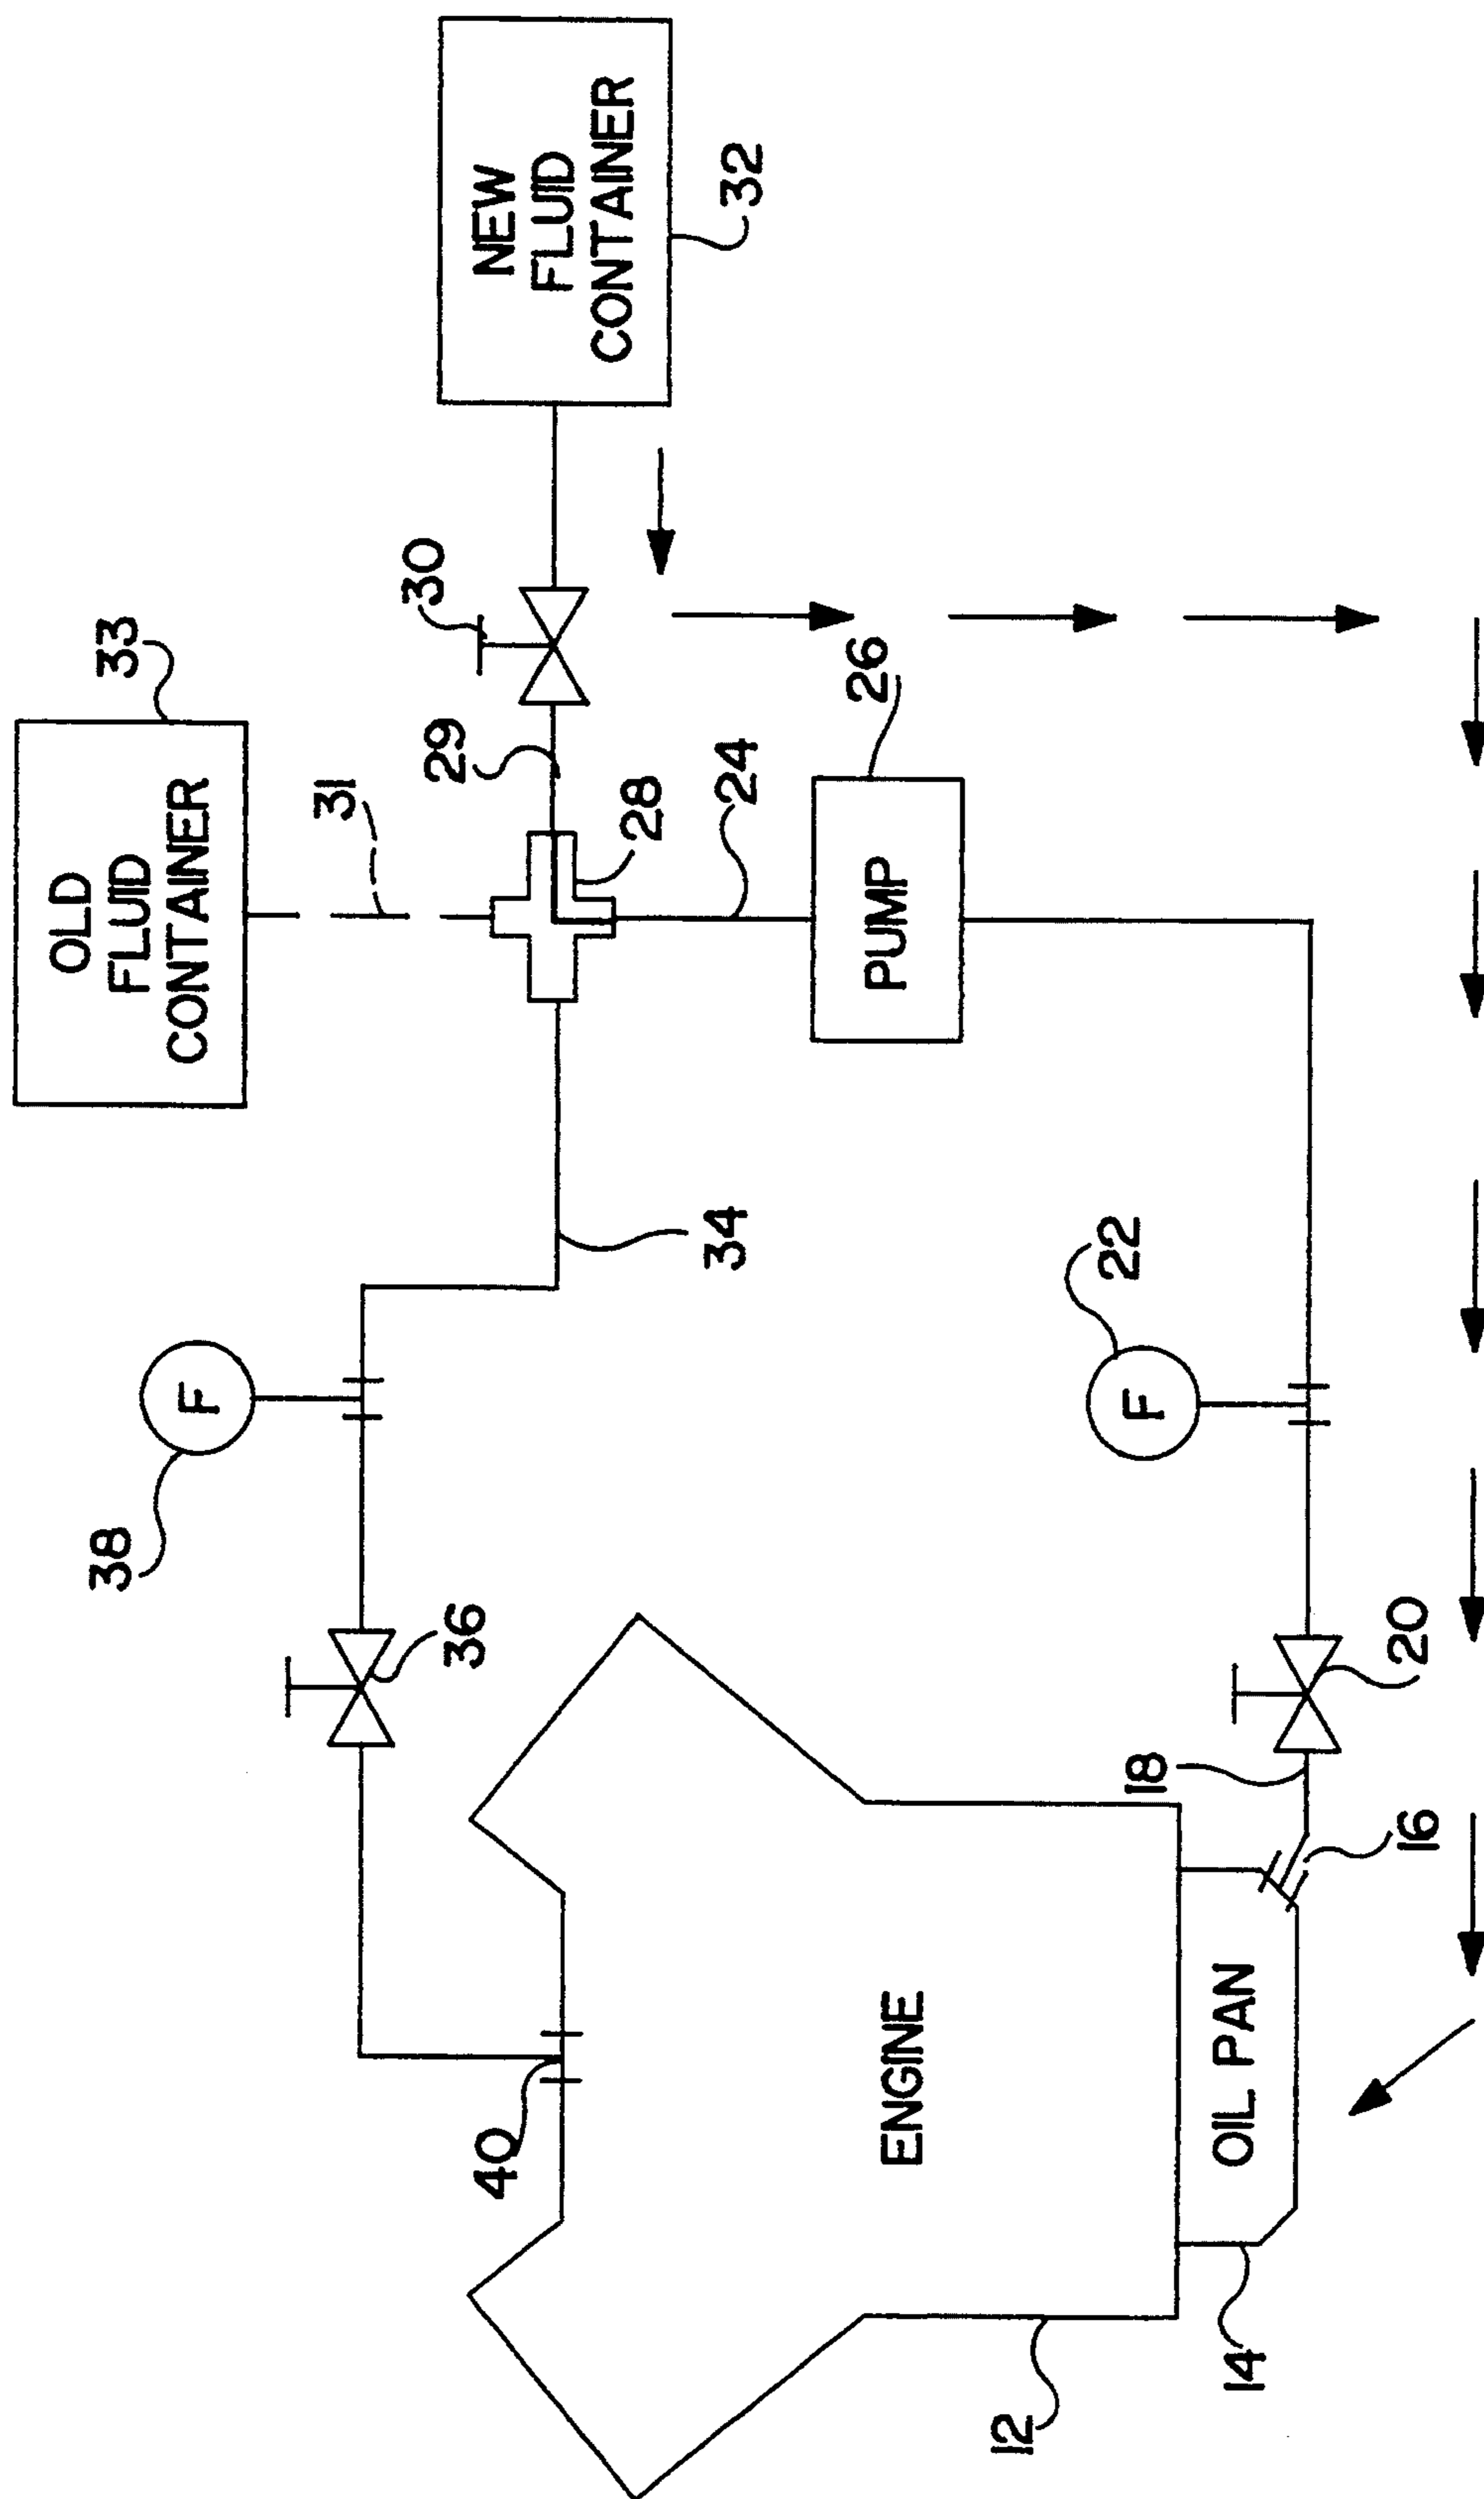 OLD
FLUID
CONTAINER
33
31
NEW
FLUID
CONTAINER
32
30
29
28
24
26
PUMP
34
38
F
36
40
22
F
20
18
16
ENGINE
OIL PAN
12
14